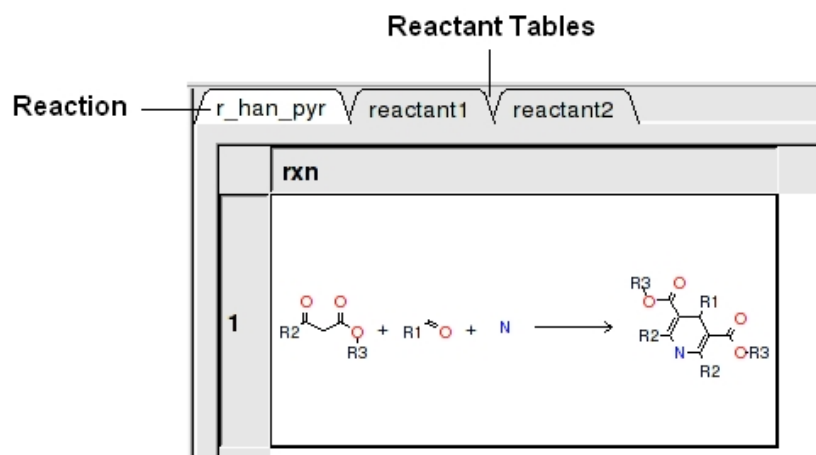 Reactant Tables
Reaction
r_han_pyr
reactant1
reactant2
rxn
1
O O
R2 O
R3
+
R1 O
+
N
R3 O
O R1
O
R2
N O-R3
R2